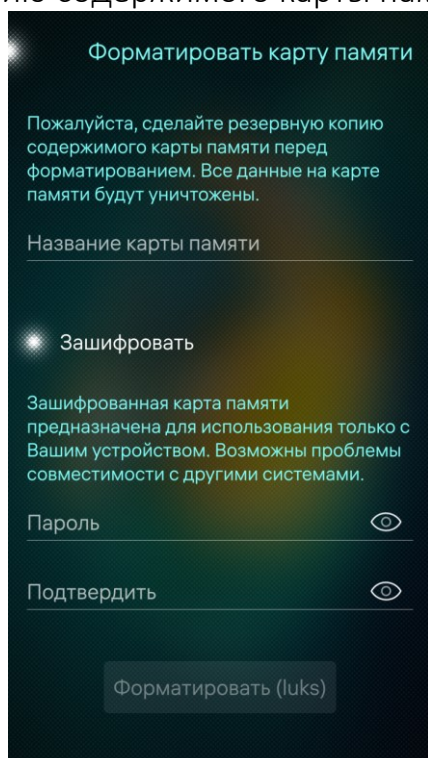 Форматировать карту памяти
Пожалуйста, сделайте резервную копию
содержимого карты памяти перед
форматированием. Все данные на карте
памяти будут уничтожены.
Название карты памяти
Зашифровать
Зашифрованная карта памяти
предназначена для использования только с
Вашим устройством. Возможны проблемы
совместимости с другими системами.
Пароль
Подтвердить
Форматировать (luks)